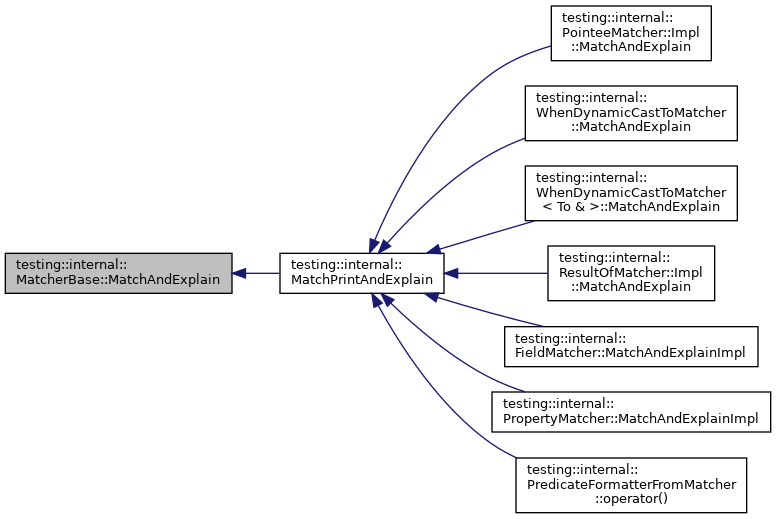 testing::internal::
MatcherBase::MatchAndExplain
testing::internal::
MatchPrintAndExplain
testing::internal::
PointeeMatcher::Impl
::MatchAndExplain
testing::internal::
WhenDynamicCastToMatcher
::MatchAndExplain
testing::internal::
WhenDynamicCastToMatcher
< To & >::MatchAndExplain
testing::internal::
ResultOfMatcher::Impl
::MatchAndExplain
testing::internal::
FieldMatcher::MatchAndExplainImpl
testing::internal::
PropertyMatcher::MatchAndExplainImpl
testing::internal::
PredicateFormatterFromMatcher
::operator()